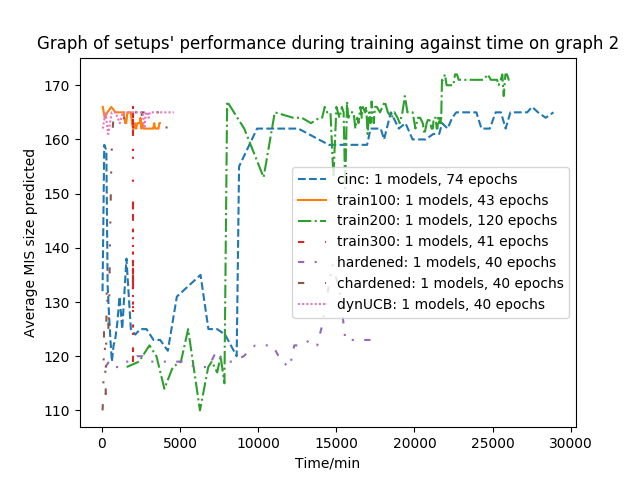 Graph of setups' performance during training against time on graph 2
Average MIS size predicted
170
160
150
140
130
120
110
cinc: 1 models, 74 epochs
train100: 1 models, 43 epochs
train200: 1 models, 120 epochs
train300: 1 models, 41 epochs
hardened: 1 models, 40 epochs
chardened: 1 models, 40 epochs
dynUCB: 1 models, 40 epochs
0 5000 10000 15000 20000 25000 30000
Time/min